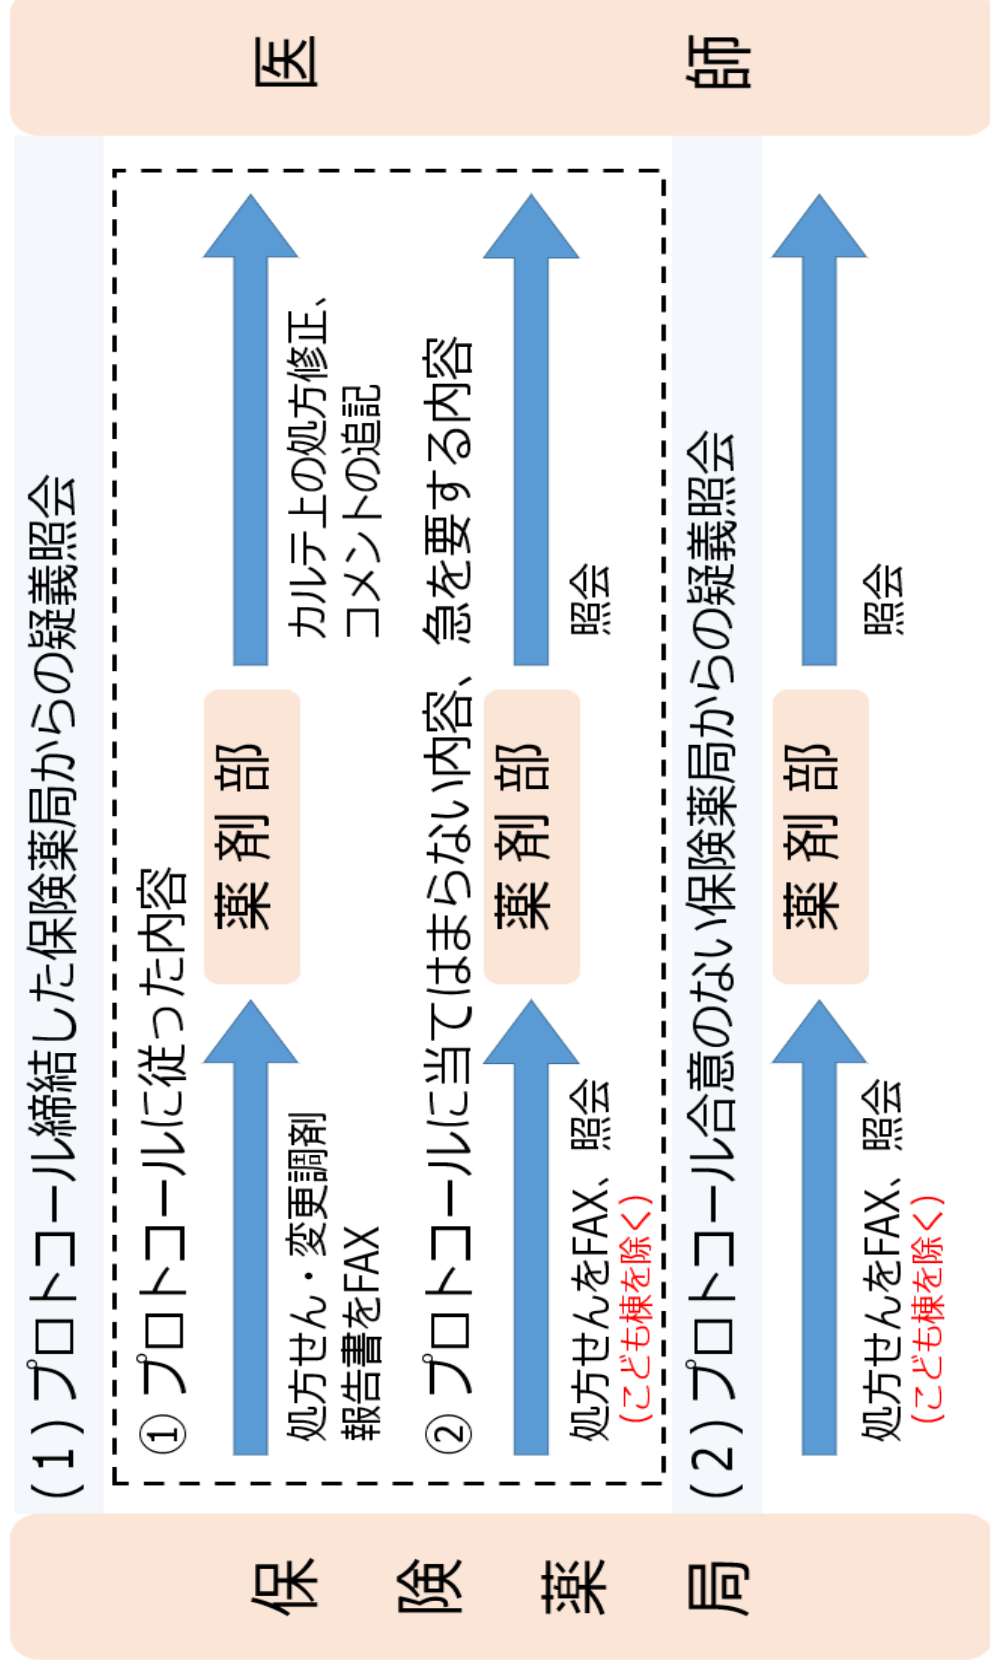 保険薬局
(1)プロトコール締結した保険薬局からの疑義照会
① プロトコールに従った内容
処方せん・変更調剤
報告書をFAX
薬剤部
カルテ上の処方修正、
コメントの追記
② プロトコールに当てはまらない内容、急を要する内容
処方せんをFAX、照会
(こども棟を除く)
薬剤部
照会
(2)プロトコール合意のない保険薬局からの疑義照会
処方せんをFAX、照会
(こども棟を除く)
薬剤部
照会
医師